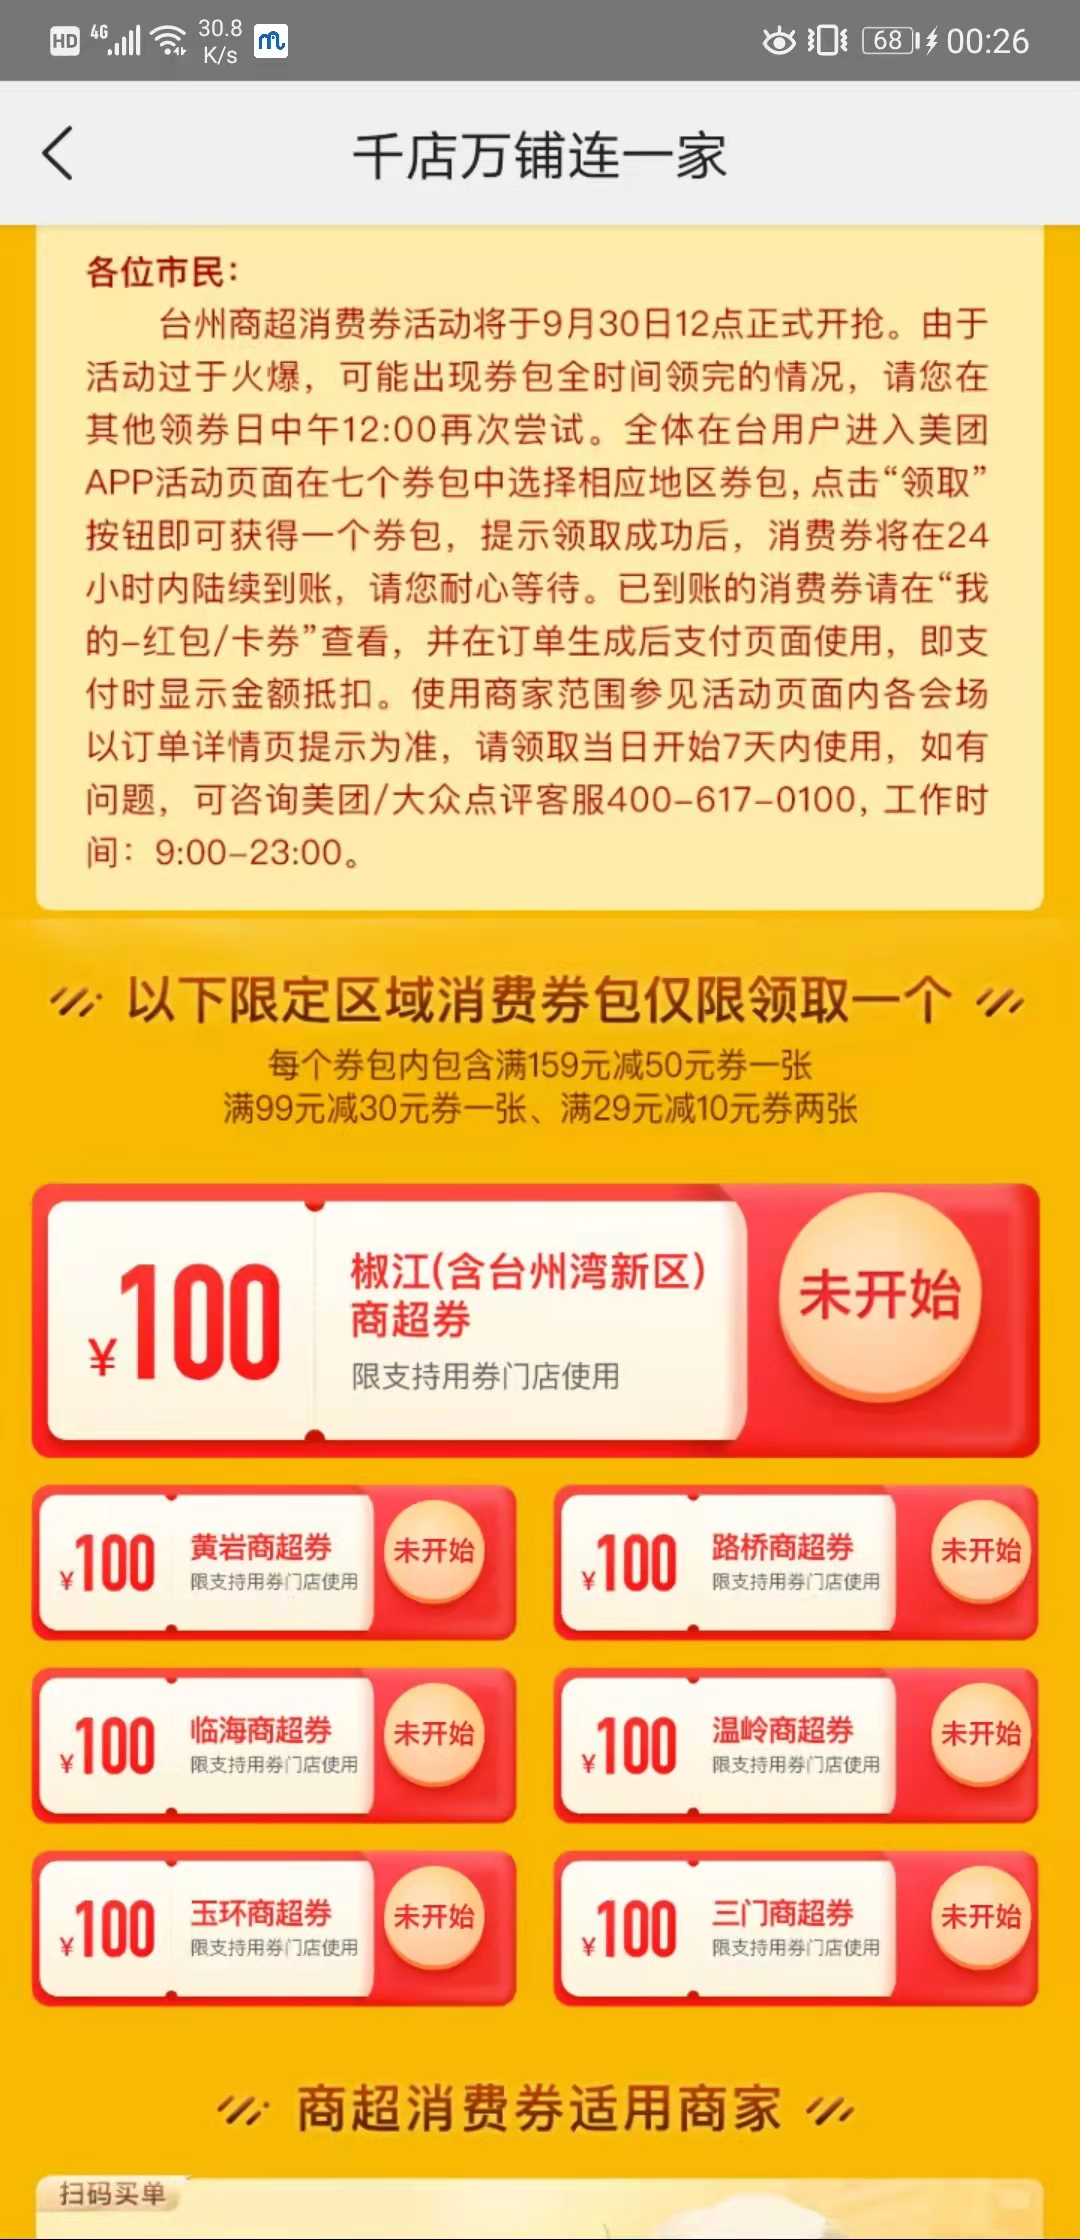 HD 4G 30.8 K/s 68 00:26
千店万铺连一家
各位市民：
台州商超消费券活动将于9月30日12点正式开抢。由于
活动过于火爆，可能出现券包全时间领完的情况，请您在
其他领券日中午12:00再次尝试。全体在台用户进入美团
APP活动页面在七个券包中选择相应地区券包，点击“领取”
按钮即可获得一个券包，提示领取成功后，消费券将在24
小时内陆续到账，请您耐心等待。已到账的消费券请在“我
的-红包/卡券”查看，并在订单生成后支付页面使用，即支
付时显示金额抵扣。使用商家范围参见活动页面内各会场
以订单详情页提示为准，请领取当日开始7天内使用，如有
问题，可咨询美团/大众点评客服400-617-0100，工作时
间：9:00-23:00。
以下限定区域消费券包仅限领取一个
每个券包内包含满159元减50元券一张
满99元减30元券一张、满29元减10元券两张
¥100
椒江(含台州湾新区)
商超券
限支持用券门店使用
未开始
¥100
黄岩商超券
限支持用券门店使用
未开始
¥100
路桥商超券
限支持用券门店使用
未开始
¥100
临海商超券
限支持用券门店使用
未开始
¥100
温岭商超券
限支持用券门店使用
未开始
¥100
玉环商超券
限支持用券门店使用
未开始
¥100
三门商超券
限支持用券门店使用
未开始
商超消费券适用商家
扫码买单